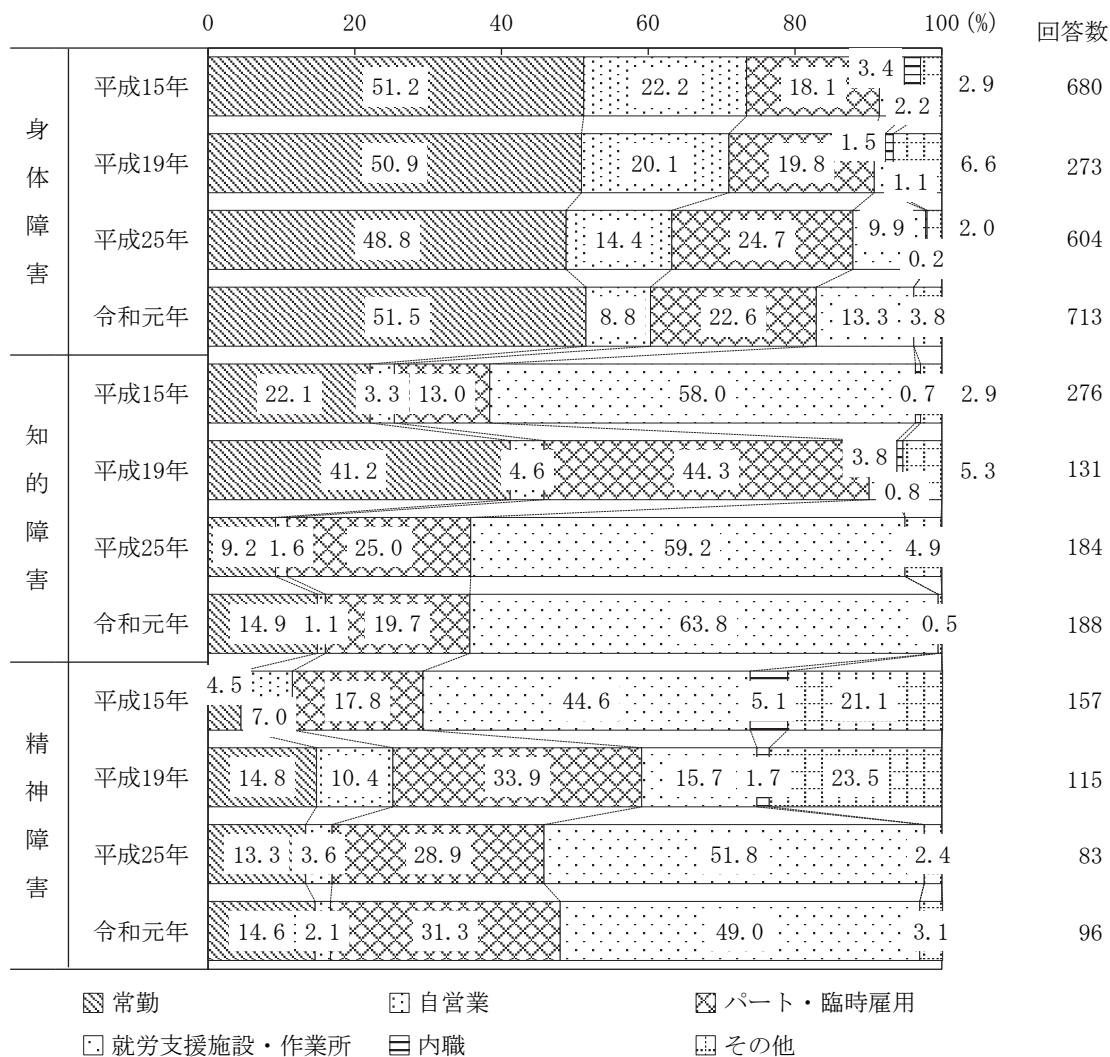 0 20 40 60 80 100 (%)
回答数
身体障害
平成15年 51.2 22.2 18.1 3.4 2.2 2.9 680
平成19年 50.9 20.1 19.8 1.5 1.1 6.6 273
平成25年 48.8 14.4 24.7 9.9 0.2 2.0 604
令和元年 51.5 8.8 22.6 13.3 3.8 713
知的障害
平成15年 22.1 3.3 13.0 58.0 0.7 2.9 276
平成19年 41.2 4.6 44.3 3.8 0.8 5.3 131
平成25年 9.2 1.6 25.0 59.2 4.9 184
令和元年 14.9 1.1 19.7 63.8 0.5 188
精神障害
平成15年 4.5 7.0 17.8 44.6 5.1 21.1 157
平成19年 14.8 10.4 33.9 15.7 1.7 23.5 115
平成25年 13.3 3.6 28.9 51.8 2.4 83
令和元年 14.6 2.1 31.3 49.0 3.1 96
常勤 自営業 パート・臨時雇用
就労支援施設・作業所 内職 その他